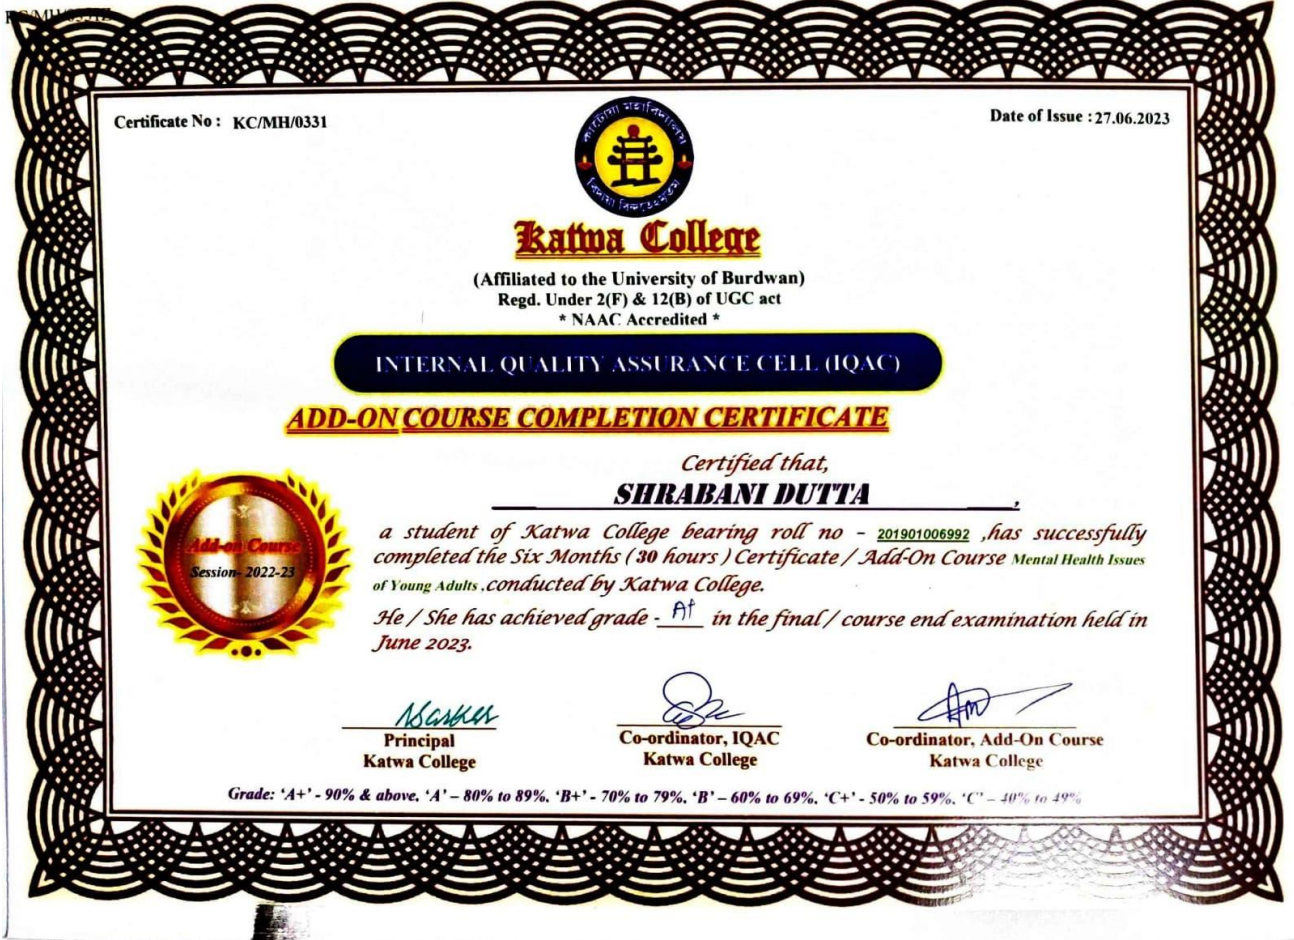 Certificate No : KC/MH/0331
Date of Issue : 27.06.2023
কাটোয়া মহাবিদ্যালয়
Katwa College
(Affiliated to the University of Burdwan)
Regd. Under 2(F) & 12(B) of UGC act
* NAAC Accredited *
INTERNAL QUALITY ASSURANCE CELL (IQAC)
ADD-ON COURSE COMPLETION CERTIFICATE
Certified that,
SHRABANI DUTTA,
Add-on Course
Session- 2022-23
a student of Katwa College bearing roll no - 201901006992 ,has successfully
completed the Six Months ( 30 hours ) Certificate / Add-On Course Mental Health Issues
of Young Adults ,conducted by Katwa College.
He / She has achieved grade - A+ in the final / course end examination held in
June 2023.
Principal
Katwa College
Co-ordinator, IQAC
Katwa College
Co-ordinator, Add-On Course
Katwa College
Grade: ‘A+’ - 90% & above, ‘A’ – 80% to 89%, ‘B+’ - 70% to 79%, ‘B’ – 60% to 69%, ‘C+’ - 50% to 59%, ‘C’ – 40% to 49%